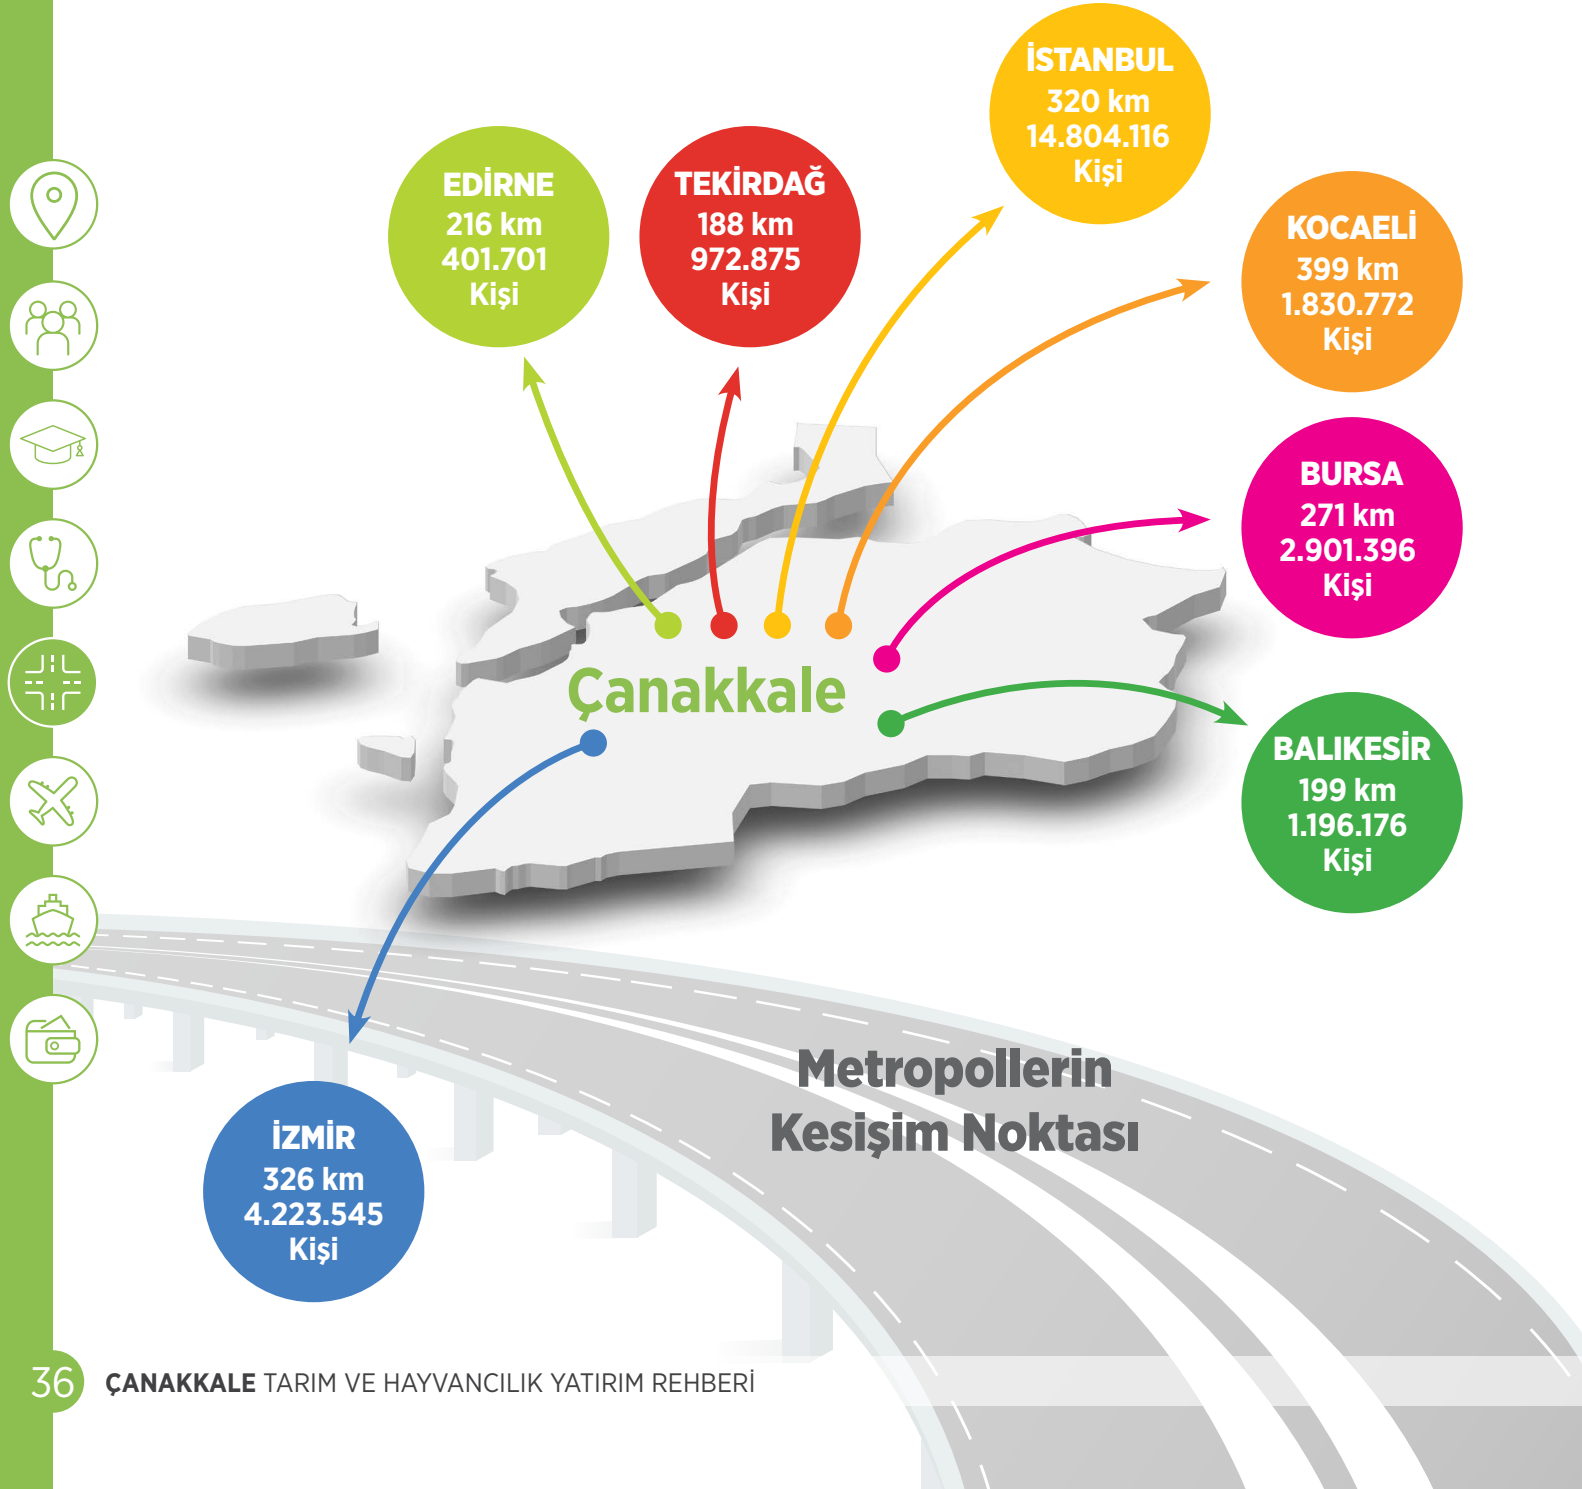 İSTANBUL
320 km
14.804.116
Kişi
EDİRNE
216 km
401.701
Kişi
TEKİRDAĞ
188 km
972.875
Kişi
KOCAELİ
399 km
1.830.772
Kişi
BURSA
271 km
2.901.396
Kişi
Çanakkale
BALIKESİR
199 km
1.196.176
Kişi
Metropollerin
Kesişim Noktası
İZMİR
326 km
4.223.545
Kişi
36 ÇANAKKALE TARIM VE HAYVANCILIK YATIRIM REHBERİ